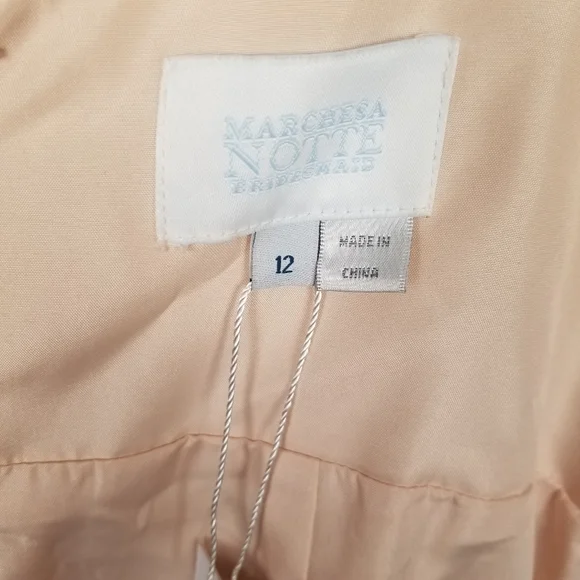 MARCHESA
NOTTE
BRIDESMAID
12
MADE IN
CHINA